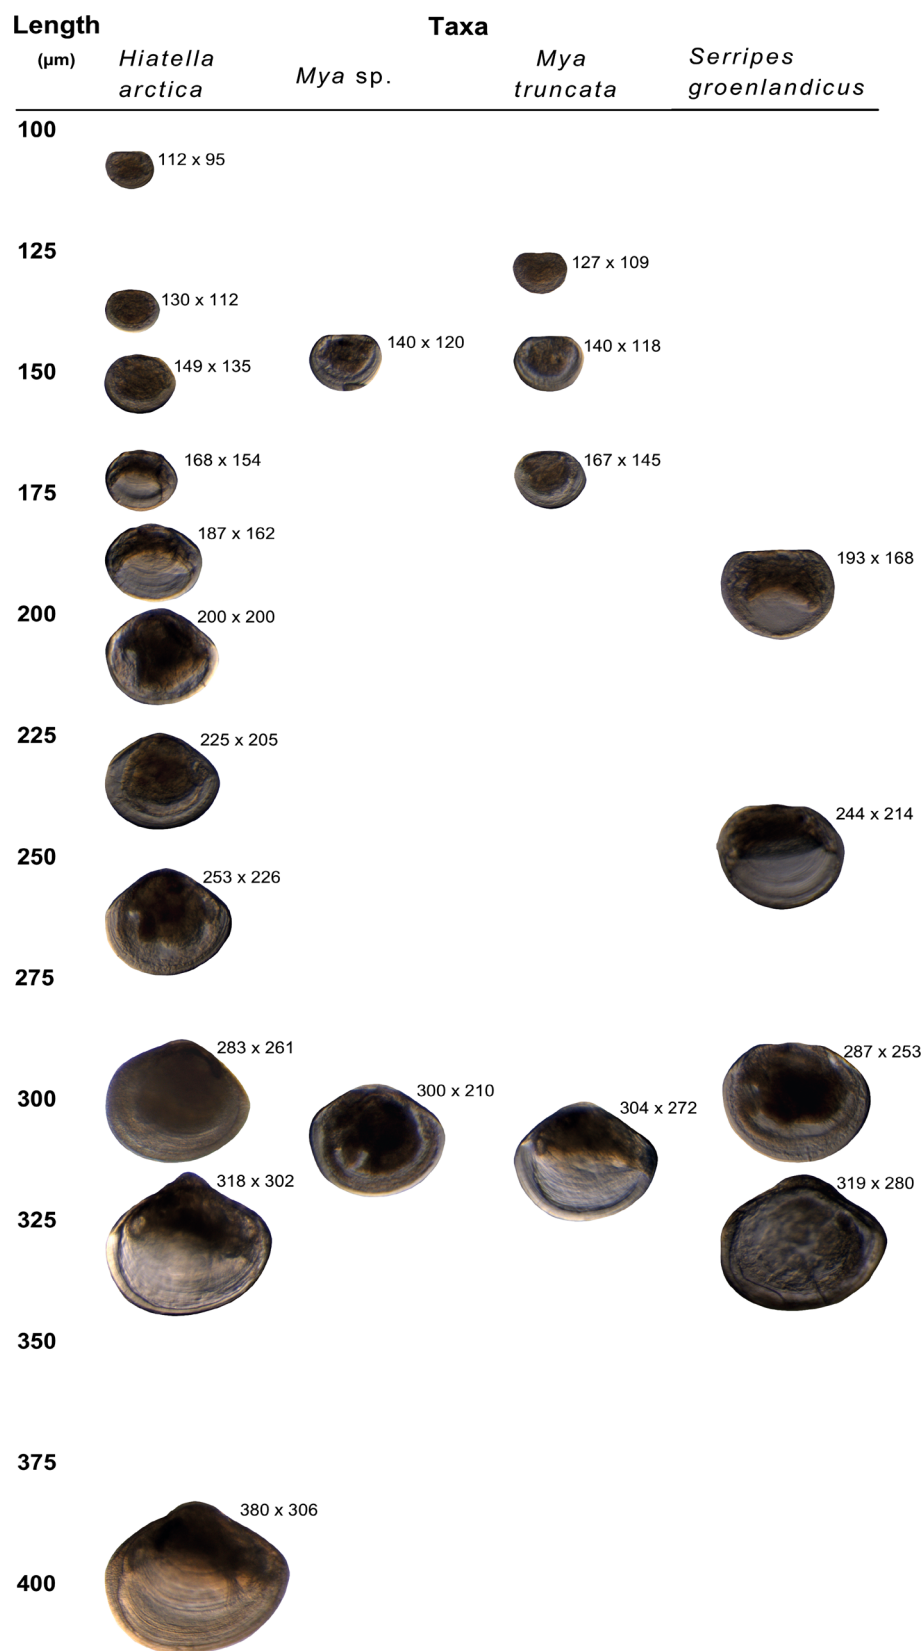 Length Taxa
(µm) Hiatella arctica Mya sp. Mya truncata Serripes groenlandicus
100
112 x 95
125
127 x 109
130 x 112
140 x 120
140 x 118
149 x 135
150
168 x 154
167 x 145
175
187 x 162
193 x 168
200
200 x 200
225
225 x 205
244 x 214
250
253 x 226
275
283 x 261
287 x 253
300
300 x 210
304 x 272
318 x 302
319 x 280
325
350
375
380 x 306
400